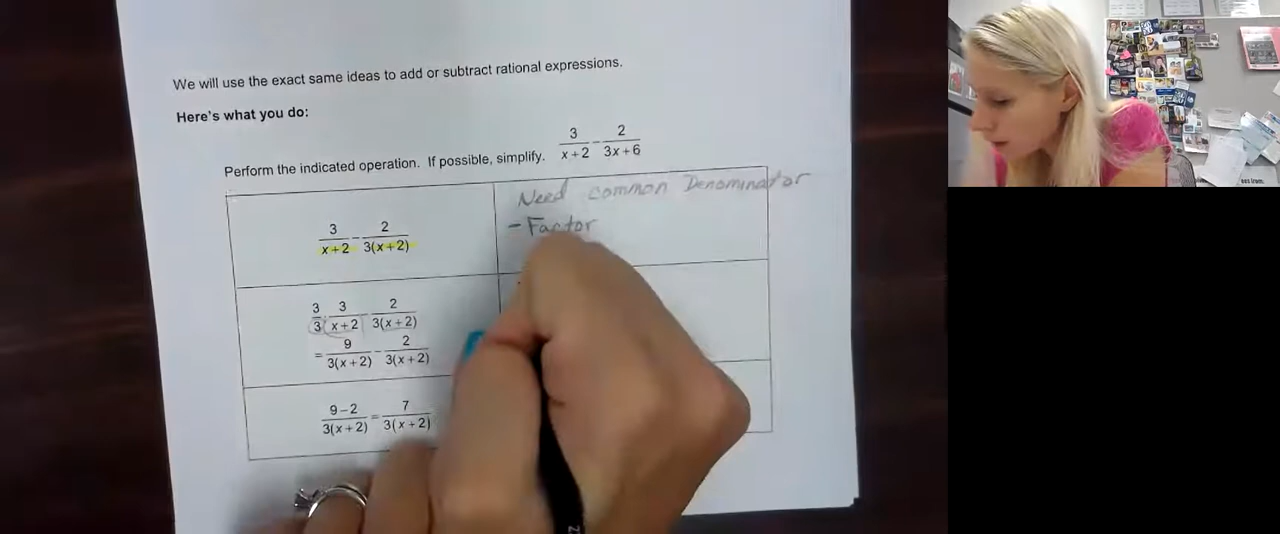 We will use the exact same ideas to add or subtract rational expressions.
Here's what you do:
Perform the indicated operation. If possible, simplify. 3/(x+2) − 2/(3x+6)
Need common Denominator
3/(x+2) − 2/(3(x+2))
- Factor
3/3 · 3/(x+2) − 2/(3(x+2))
= 9/(3(x+2)) − 2/(3(x+2))
(9−2)/(3(x+2)) = 7/(3(x+2))